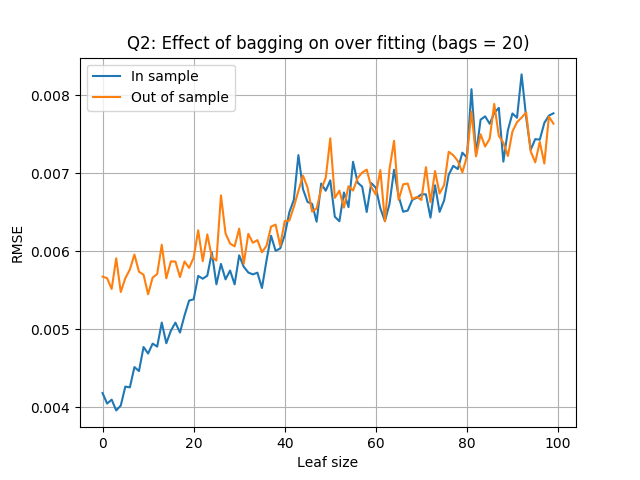 Q2: Effect of bagging on over fitting (bags = 20)
In sample
Out of sample
0.008
0.007
0.006
0.005
0.004
RMSE
0 20 40 60 80 100
Leaf size